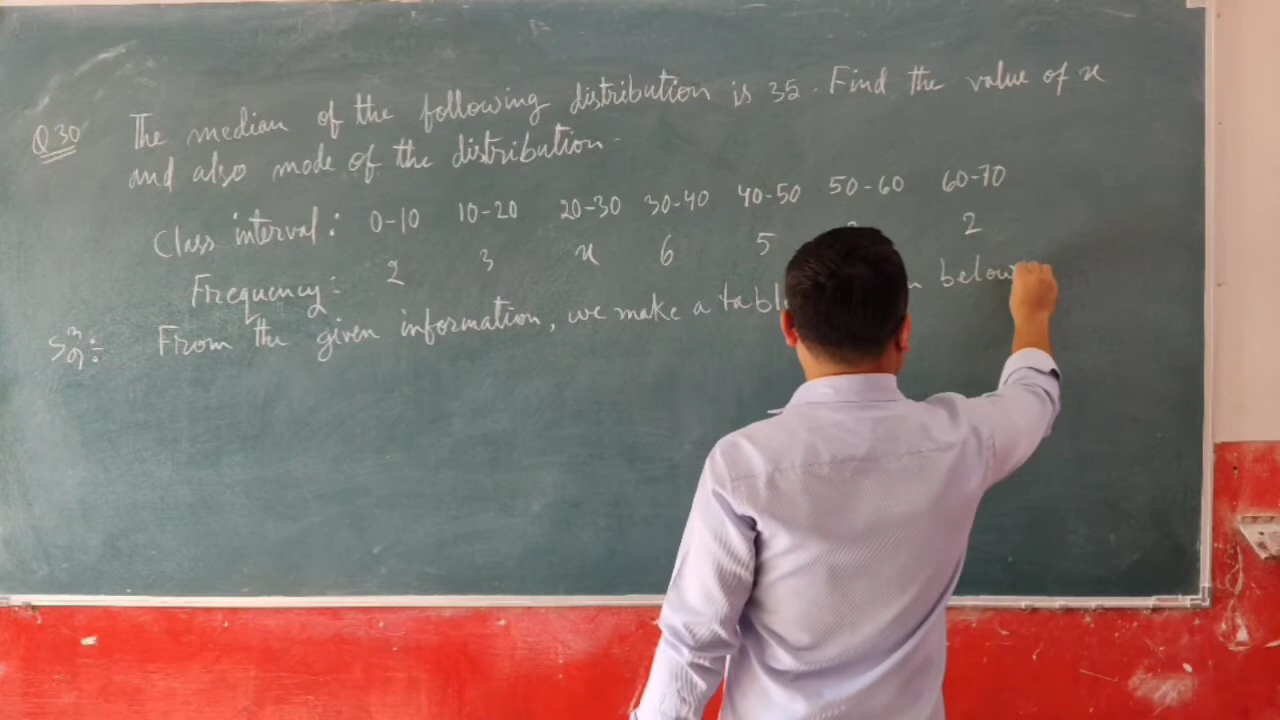 Q.30 The median of the following distribution is 35. Find the value of x
and also mode of the distribution.
Class interval: 0-10 10-20 20-30 30-40 40-50 50-60 60-70
Frequency: 2 3 x 6 5 2
Soln: From the given information, we make a below